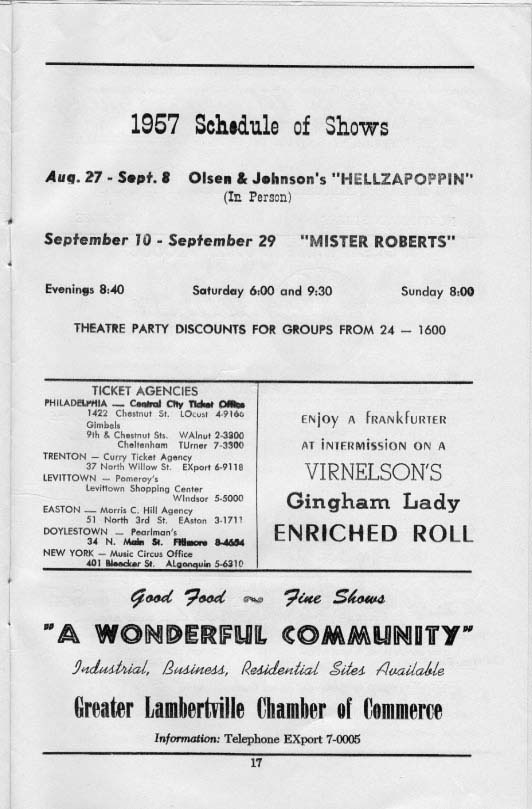 1957 Schedule of Shows
Aug. 27 - Sept. 8 Olsen & Johnson's "HELLZAPOPPIN"
(In Person)
September 10 - September 29 "MISTER ROBERTS"
Evenings 8:40 Saturday 6:00 and 9:30 Sunday 8:00
THEATRE PARTY DISCOUNTS FOR GROUPS FROM 24 — 1600
TICKET AGENCIES
PHILADELPHIA — Central City Ticket Office
1422 Chestnut St. LOcust 4-9166
Gimbels
9th & Chestnut Sts. WAlnut 2-3300
Cheltenham TUrner 7-3300
TRENTON — Curry Ticket Agency
37 North Willow St. EXport 6-9118
LEVITTOWN — Pomeroy's
Levittown Shopping Center
WIndsor 5-5000
EASTON — Morris C. Hill Agency
51 North 3rd St. EAston 3-1711
DOYLESTOWN — Pearlman's
34 N. Main St. FIllmore 8-4654
NEW YORK — Music Circus Office
401 Bleecker St. ALgonquin 5-6310
ENJOY A FRANKFURTER
AT INTERMISSION ON A
VIRNELSON'S
Gingham Lady
ENRICHED ROLL
Good Food Fine Shows
"A WONDERFUL COMMUNITY"
Industrial, Business, Residential Sites Available
Greater Lambertville Chamber of Commerce
Information: Telephone EXport 7-0005
17